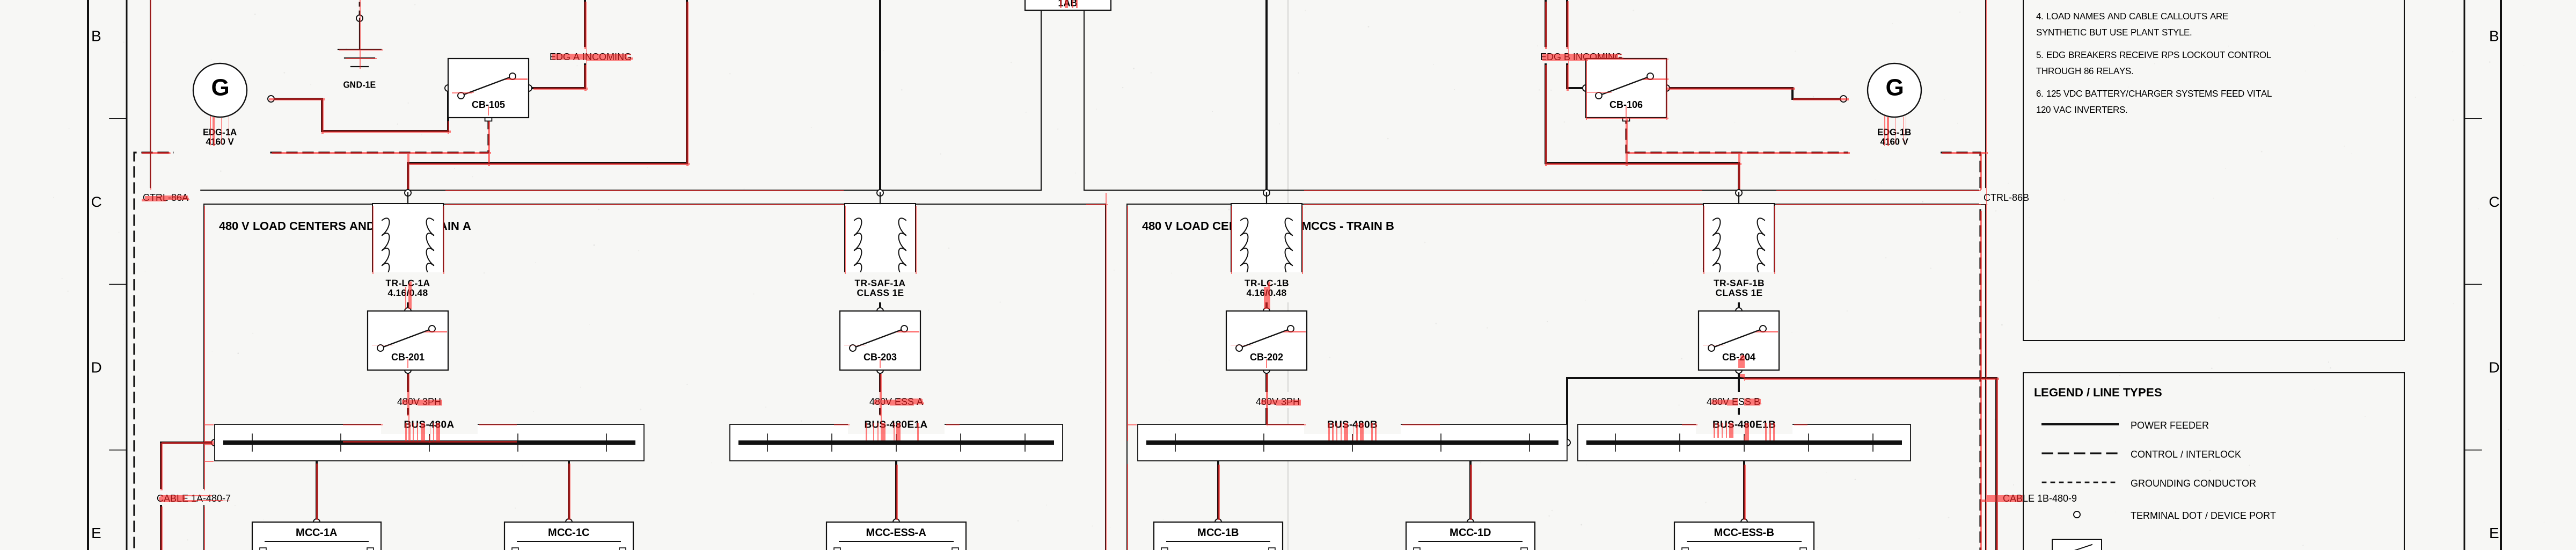 1AB
4. LOAD NAMES AND CABLE CALLOUTS ARE
SYNTHETIC BUT USE PLANT STYLE.
5. EDG BREAKERS RECEIVE RPS LOCKOUT CONTROL
THROUGH 86 RELAYS.
6. 125 VDC BATTERY/CHARGER SYSTEMS FEED VITAL
120 VAC INVERTERS.
B
B
EDG A INCOMING
EDG B INCOMING
GND-1E
G
G
CB-105
CB-106
EDG-1A
4160 V
EDG-1B
4160 V
CTRL-86A
CTRL-86B
C
C
480 V LOAD CENTERS AND AIN A
480 V LOAD CE MCCS - TRAIN B
TR-LC-1A
4.16/0.48
TR-SAF-1A
CLASS 1E
TR-LC-1B
4.16/0.48
TR-SAF-1B
CLASS 1E
CB-201
CB-203
CB-202
CB-204
D
D
LEGEND / LINE TYPES
480V 3PH
480V ESS A
480V 3PH
480V ESS B
BUS-480A
BUS-480E1A
BUS-480B
BUS-480E1B
POWER FEEDER
CONTROL / INTERLOCK
GROUNDING CONDUCTOR
CABLE 1A-480-7
CABLE 1B-480-9
TERMINAL DOT / DEVICE PORT
E
E
MCC-1A
MCC-1C
MCC-ESS-A
MCC-1B
MCC-1D
MCC-ESS-B